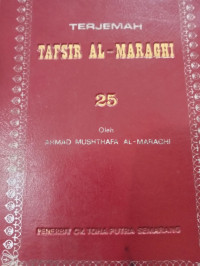 TERJEMAH
TAFSIR AL-MARAGHI
25
Oleh
AHMAD MUSHTHAFA AL-MARAGHI
PENERBIT CV. TOHA PUTRA SEMARANG